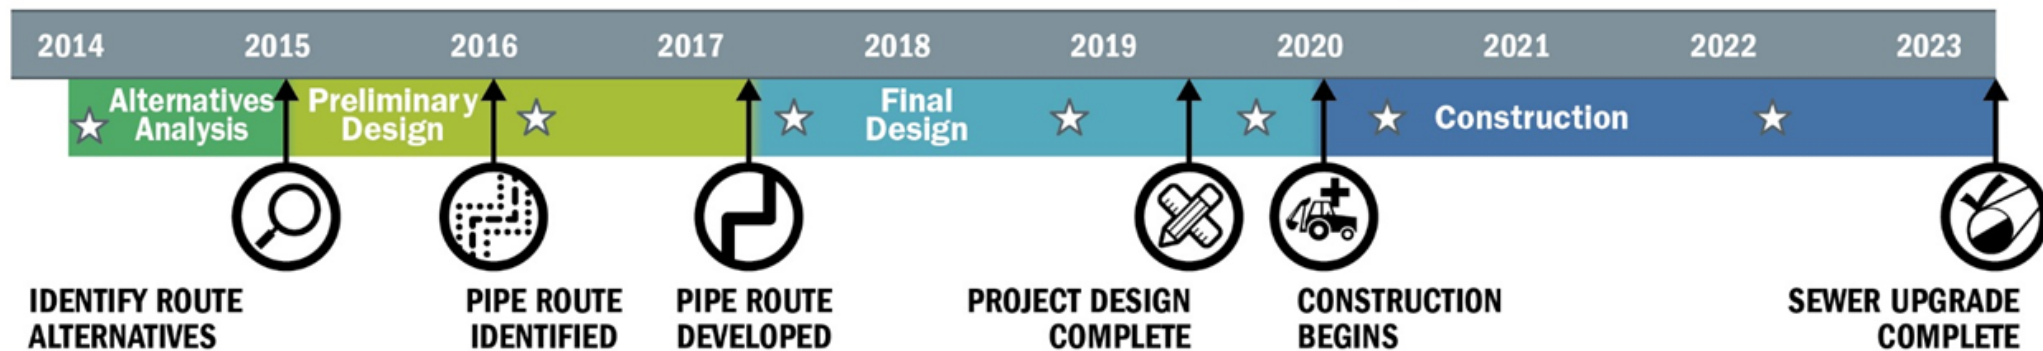 2014 2015 2016 2017 2018 2019 2020 2021 2022 2023
Alternatives
Analysis
Preliminary
Design
Final
Design
Construction
IDENTIFY ROUTE
ALTERNATIVES
PIPE ROUTE
IDENTIFIED
PIPE ROUTE
DEVELOPED
PROJECT DESIGN
COMPLETE
CONSTRUCTION
BEGINS
SEWER UPGRADE
COMPLETE